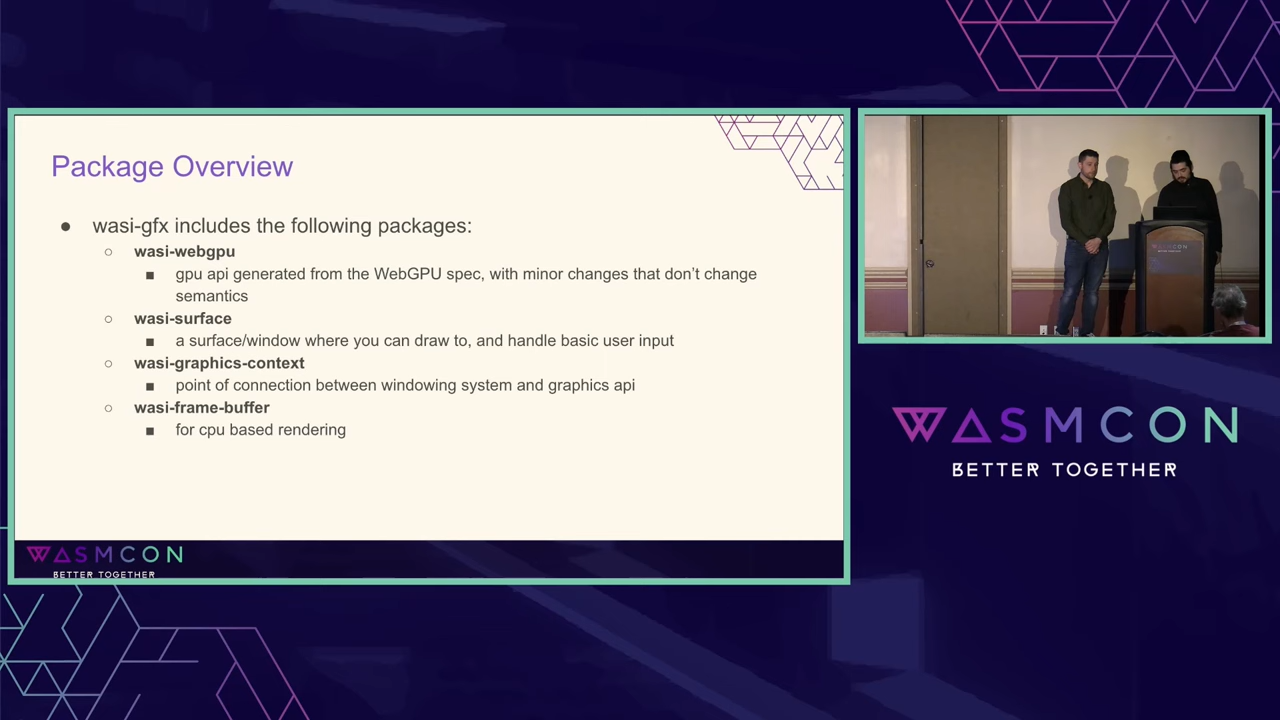 Package Overview
● wasi-gfx includes the following packages:
○ wasi-webgpu
■ gpu api generated from the WebGPU spec, with minor changes that don't change
semantics
○ wasi-surface
■ a surface/window where you can draw to, and handle basic user input
○ wasi-graphics-context
■ point of connection between windowing system and graphics api
○ wasi-frame-buffer
■ for cpu based rendering
WASMCON
BETTER TOGETHER
WASMCON
WASMCON
BETTER TOGETHER